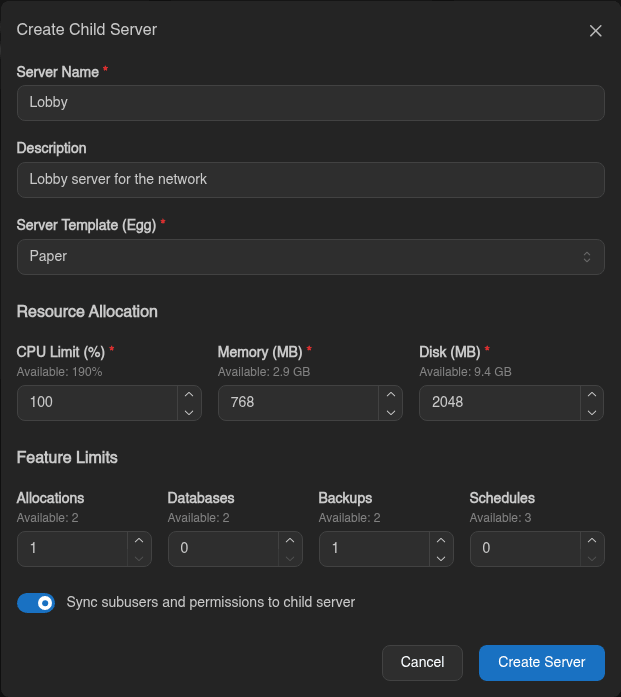 Create Child Server
Server Name *
Lobby
Description
Lobby server for the network
Server Template (Egg) *
Paper
Resource Allocation
CPU Limit (%) * Memory (MB) * Disk (MB) *
Available: 190% Available: 2.9 GB Available: 9.4 GB
100 768 2048
Feature Limits
Allocations Databases Backups Schedules
Available: 2 Available: 2 Available: 2 Available: 3
1 0 1 0
Sync subusers and permissions to child server
Cancel Create Server